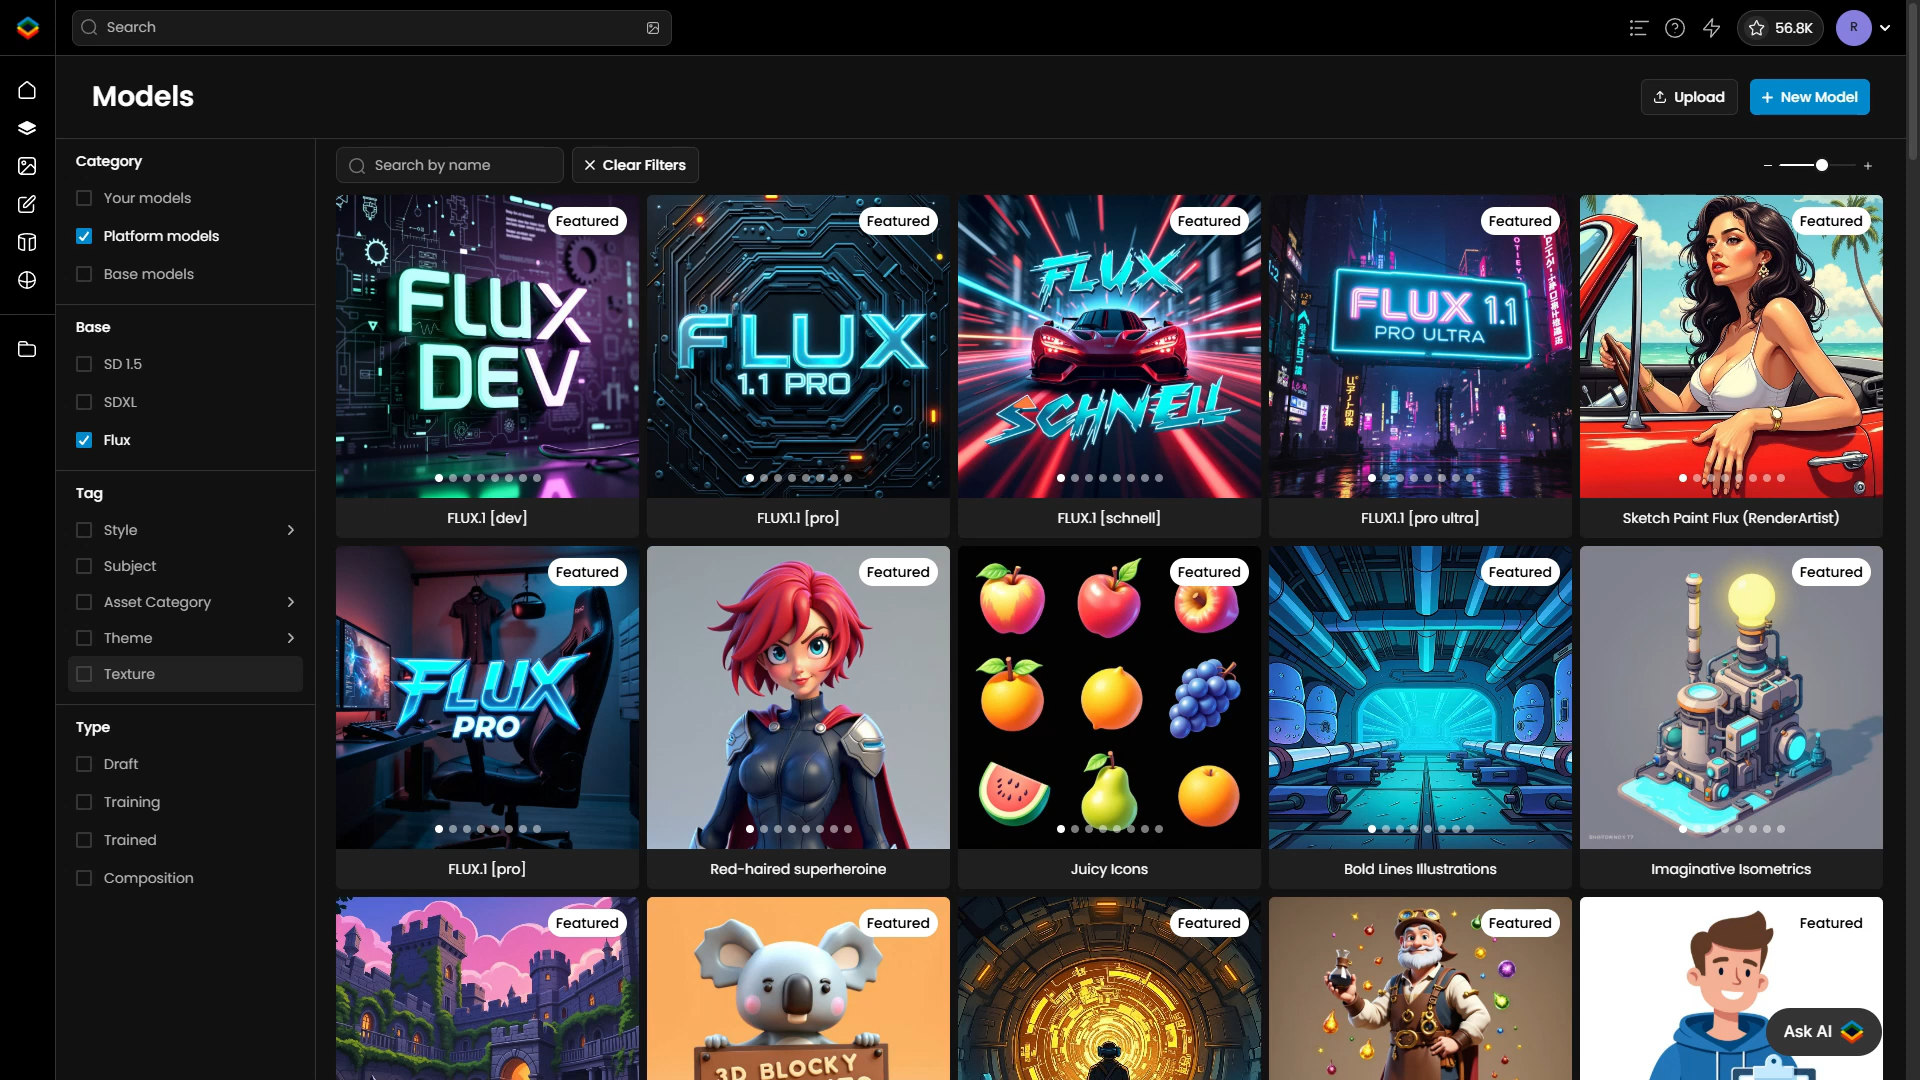 Search
56.8K
R
Models
Upload
New Model
Category
Your models
Platform models
Base models
Base
SD 1.5
SDXL
Flux
Tag
Style
Subject
Asset Category
Theme
Texture
Type
Draft
Training
Trained
Composition
Search by name
Clear Filters
Featured
FLUX
DEV
FLUX.1 [dev]
Featured
FLUX
1.1 PRO
FLUX1.1 [pro]
Featured
FLUX
SCHNELL
FLUX.1 [schnell]
Featured
FLUX 1.1
PRO ULTRA
FLUX1.1 [pro ultra]
Featured
Sketch Paint Flux (RenderArtist)
Featured
FLUX
PRO
FLUX.1 [pro]
Featured
Red-haired superheroine
Featured
Juicy Icons
Featured
Bold Lines Illustrations
Featured
Imaginative Isometrics
Featured
Featured
3D BLOCKY
Featured
Featured
Featured
Ask AI